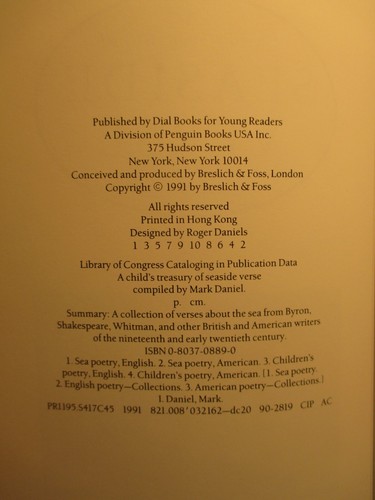 Published by Dial Books for Young Readers
A Division of Penguin Books USA Inc.
375 Hudson Street
New York, New York 10014
Conceived and produced by Breslich & Foss, London
Copyright © 1991 by Breslich & Foss
All rights reserved
Printed in Hong Kong
Designed by Roger Daniels
1 3 5 7 9 10 8 6 4 2
Library of Congress Cataloging in Publication Data
A child's treasury of seaside verse
compiled by Mark Daniel.
p. cm.
Summary: A collection of verses about the sea from Byron,
Shakespeare, Whitman, and other British and American writers
of the nineteenth and early twentieth century.
ISBN 0-8037-0889-0
1. Sea poetry, English. 2. Sea poetry, American. 3. Children's
poetry, English. 4. Children's poetry, American. [1. Sea poetry.
2. English poetry—Collections. 3. American poetry—Collections.]
1. Daniel, Mark.
PR1195.S417C45 1991 821.008'032162—dc20 90-2819 CIP AC